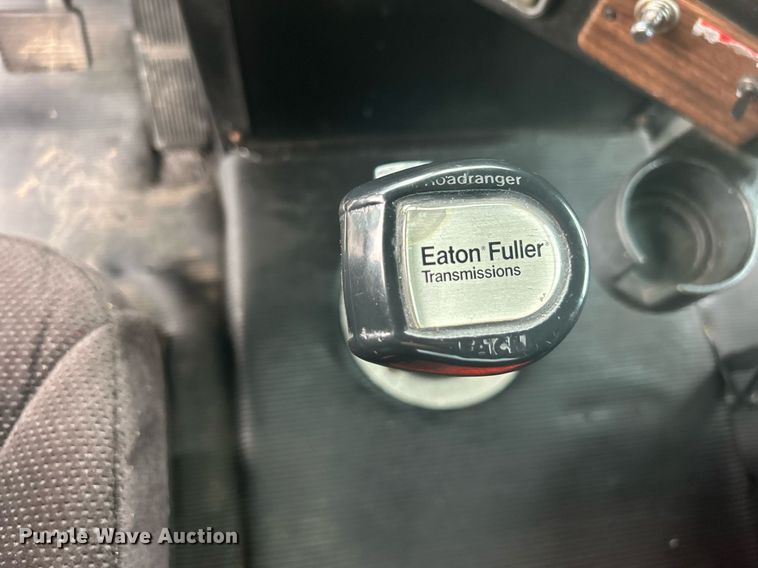 Roadranger
Eaton® Fuller®
Transmissions
Purple Wave Auction